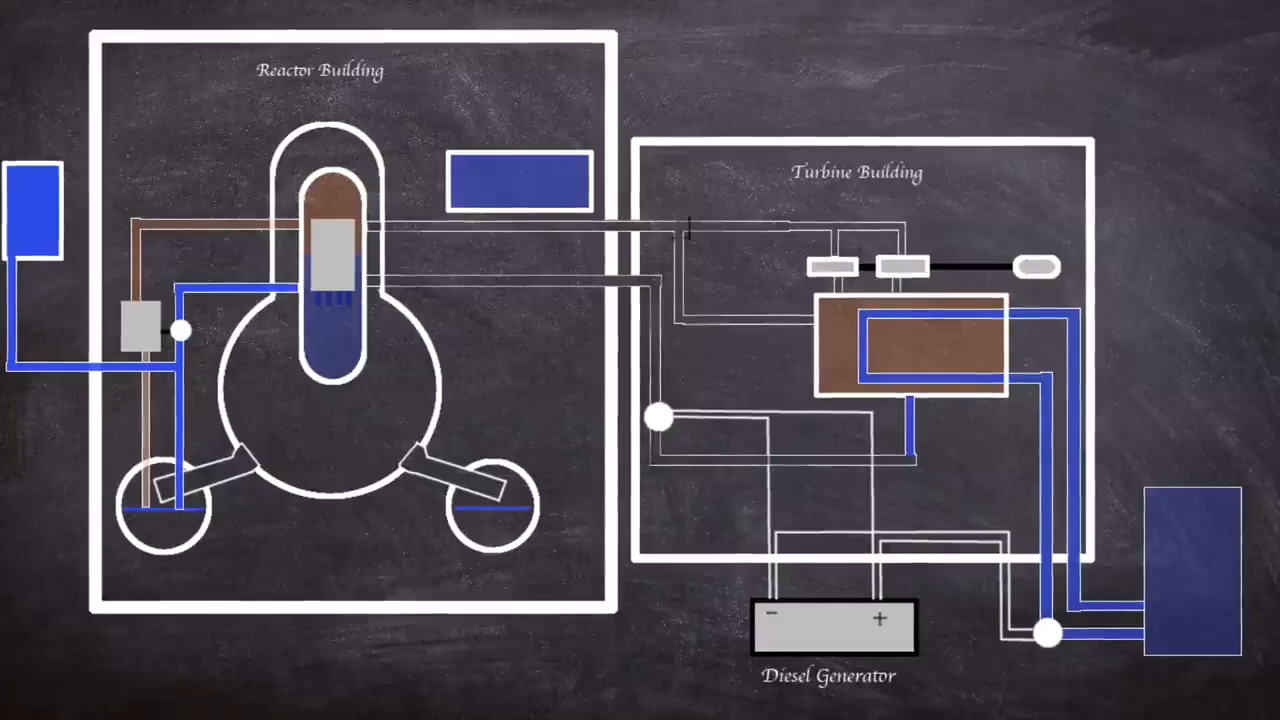 Reactor Building
Turbine Building
- +
Diesel Generator